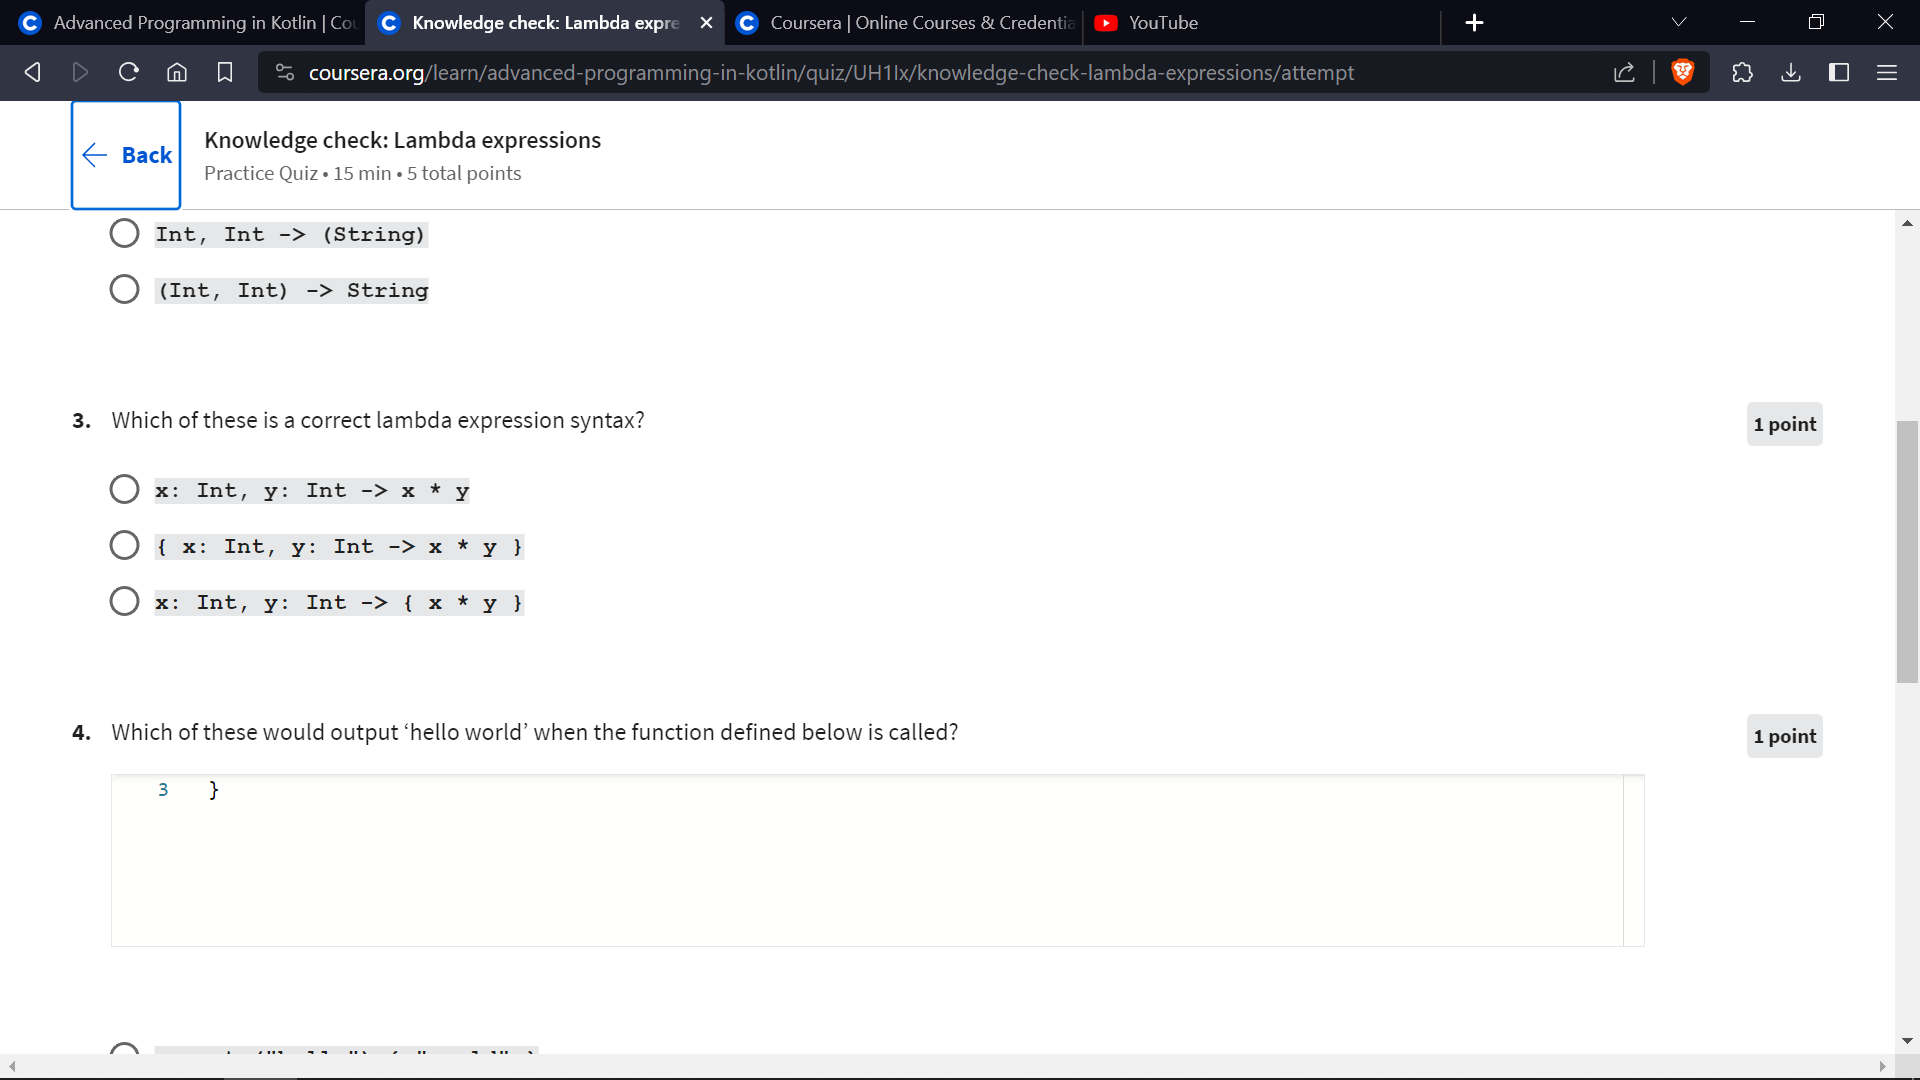 Advanced Programming in Kotlin | Cou
Knowledge check: Lambda expre
Coursera | Online Courses & Credentia
YouTube
coursera.org/learn/advanced-programming-in-kotlin/quiz/UH1lx/knowledge-check-lambda-expressions/attempt
Back
Knowledge check: Lambda expressions
Practice Quiz • 15 min • 5 total points
Int, Int -> (String)
(Int, Int) -> String
3. Which of these is a correct lambda expression syntax?
1 point
x: Int, y: Int -> x * y
{ x: Int, y: Int -> x * y }
x: Int, y: Int -> { x * y }
4. Which of these would output ‘hello world’ when the function defined below is called?
1 point
3 }